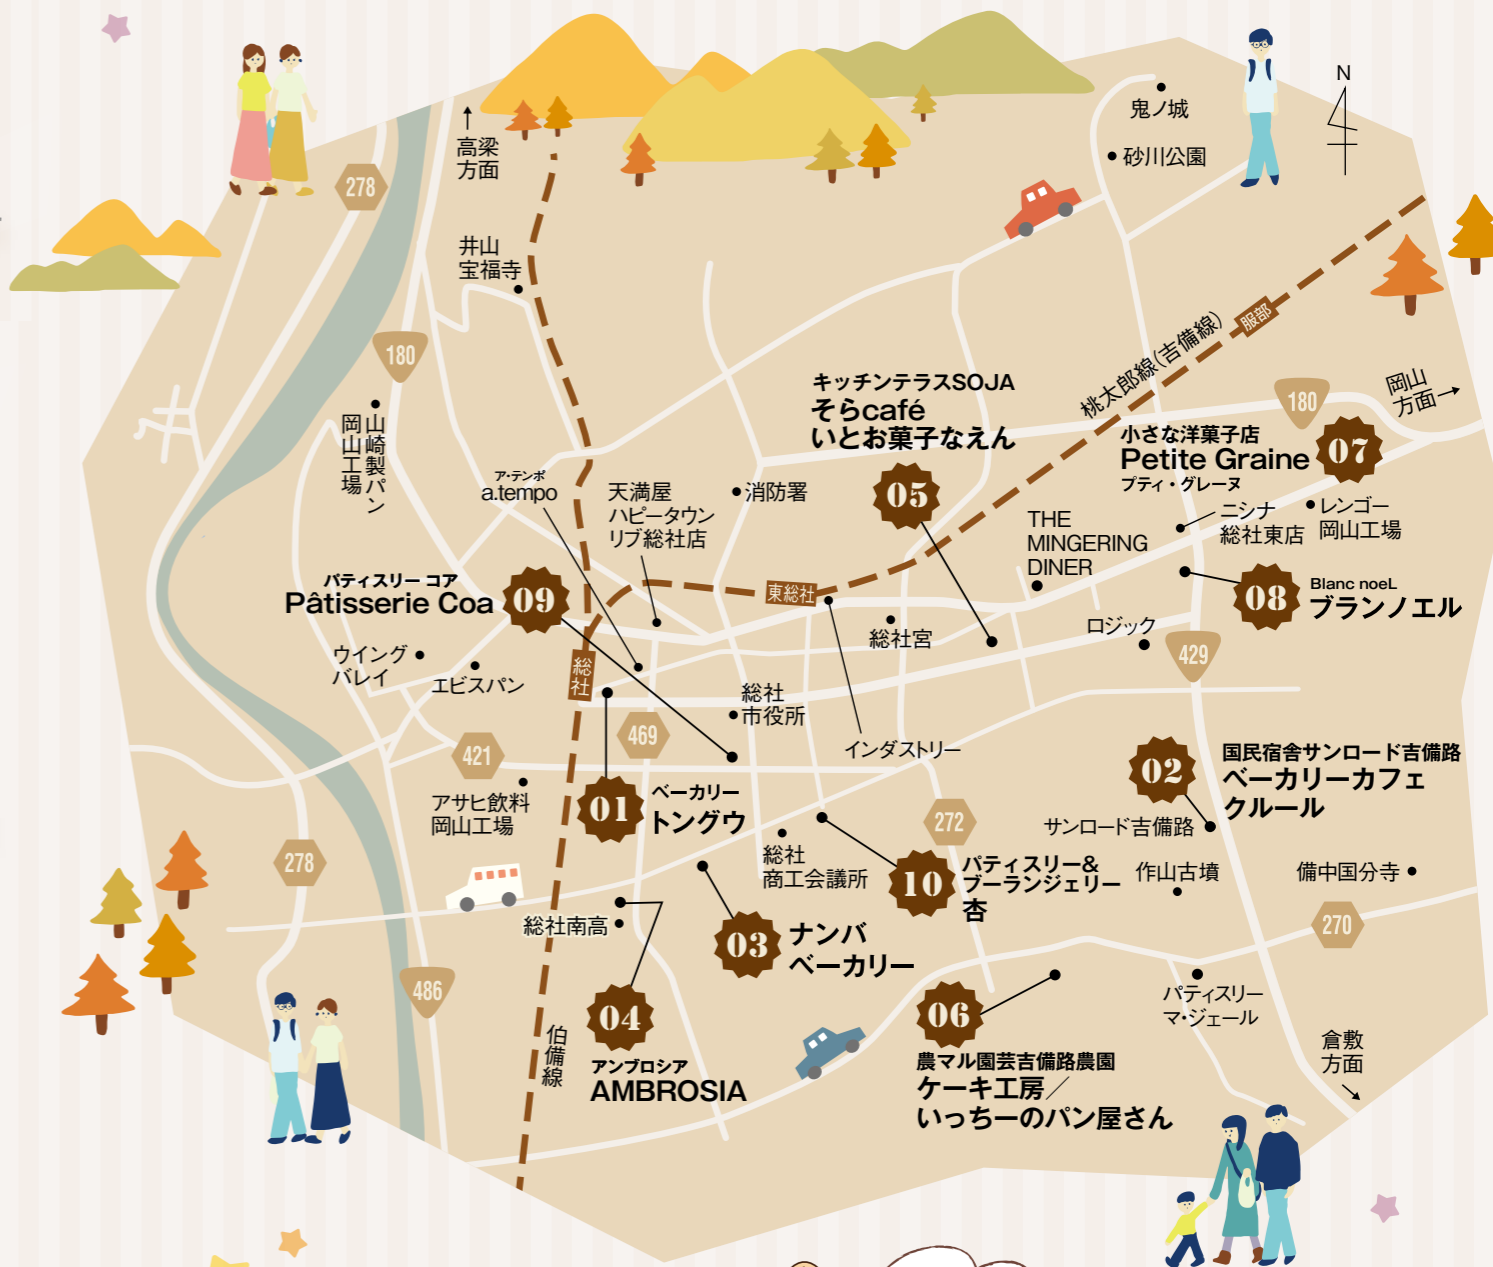 N
鬼ノ城
砂川公園
高梁
方面
278
井山
宝福寺
180
山崎製パン
岡山工場
服部
桃太郎線(吉備線)
岡山
方面
180
キッチンテラスSOJA
そらcafé
いとお菓子なえん
05
小さな洋菓子店
Petite Graine
プティ・グレーヌ
07
ア・テンポ
a.tempo
天満屋
ハピータウン
リブ総社店
消防署
THE
MINGERING
DINER
ニシナ
総社東店
レンゴー
岡山工場
パティスリー コア
Pâtisserie Coa
09
東総社
08
Blanc noeL
ブランノエル
総社宮
ロジック
429
ウイング
バレイ
エビスパン
総社
総社
市役所
469
421
インダストリー
アサヒ飲料
岡山工場
01
ベーカリー
トングウ
02
国民宿舎サンロード吉備路
ベーカリーカフェ
クルール
サンロード吉備路
272
278
総社
商工会議所
10
パティスリー&
ブーランジェリー
杏
作山古墳
備中国分寺
270
総社南高
03
ナンバ
ベーカリー
486
04
アンブロシア
AMBROSIA
伯備線
06
農マル園芸吉備路農園
ケーキ工房／
いっちーのパン屋さん
パティスリー
マ・ジェール
倉敷
方面